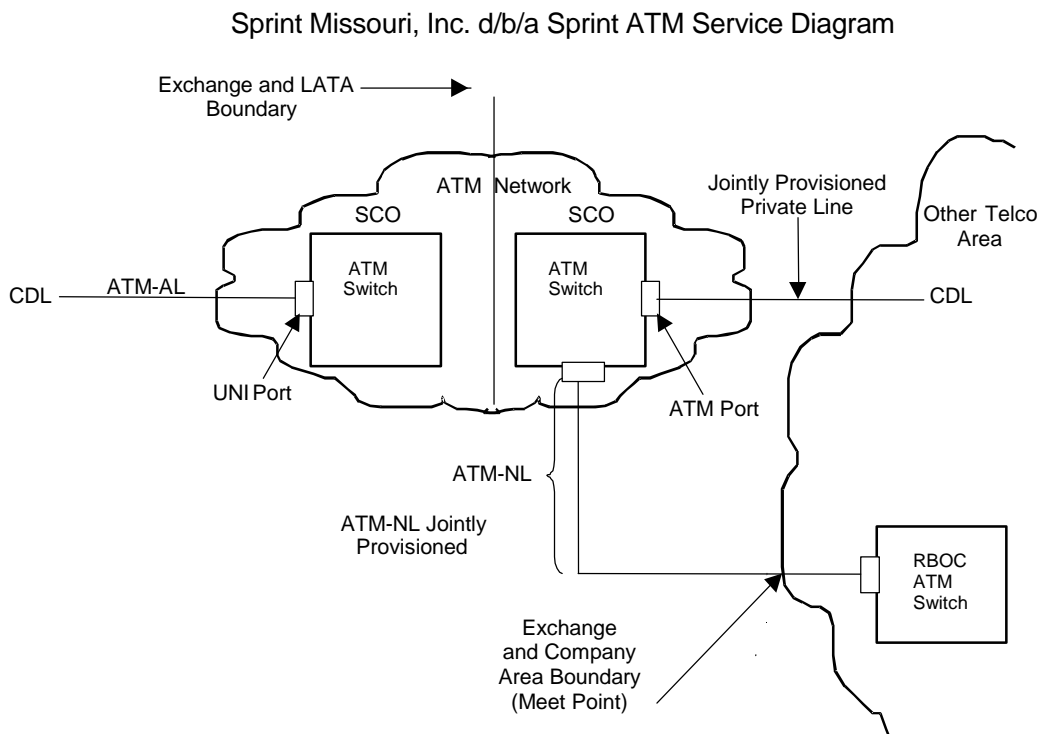 Sprint Missouri, Inc. d/b/a Sprint ATM Service Diagram
Exchange and LATA
Boundary
ATM Network
SCO
SCO
Jointly Provisioned
Private Line
Other Telco
Area
ATM
Switch
ATM
Switch
CDL
ATM-AL
CDL
UNI Port
ATM Port
ATM-NL
ATM-NL Jointly
Provisioned
RBOC
ATM
Switch
Exchange
and Company
Area Boundary
(Meet Point)